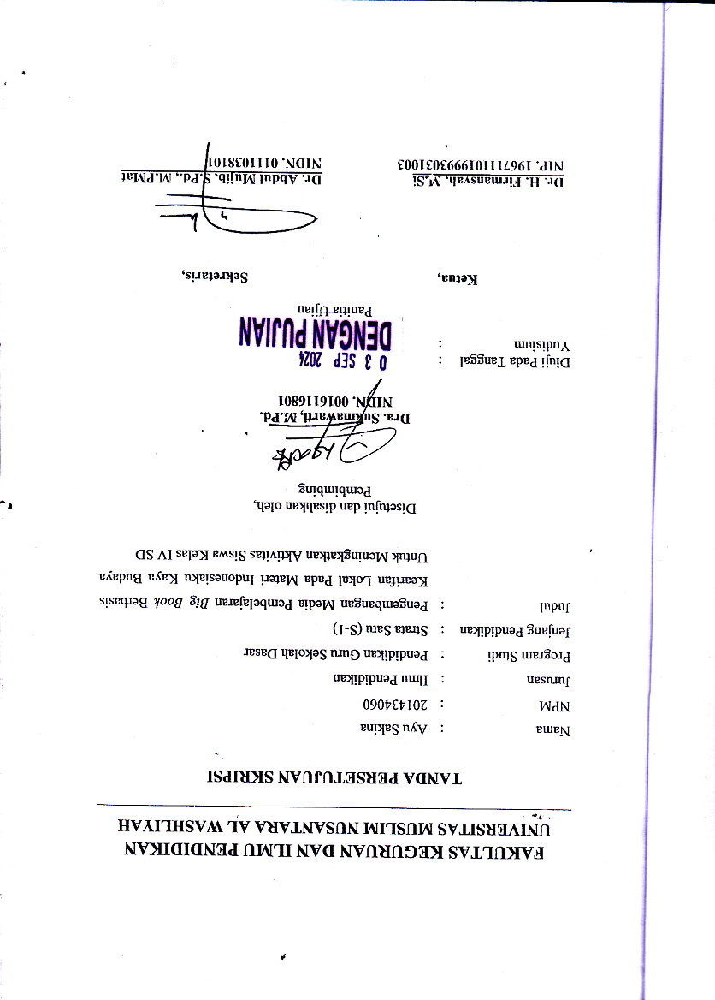 FAKULTAS KEGURUAN DAN ILMU PENDIDIKAN
UNIVERSITAS MUSLIM NUSANTARA AL WASHLIYAH
TANDA PERSETUJUAN SKRIPSI
Nama : Ayu Sakina
NPM : 201434060
Jurusan : Ilmu Pendidikan
Program Studi : Pendidikan Guru Sekolah Dasar
Jenjang Pendidikan : Strata Satu (S-1)
Judul : Pengembangan Media Pembelajaran Big Book Berbasis
Kearifan Lokal Pada Materi Indonesiaku Kaya Budaya
Untuk Meningkatkan Aktivitas Siswa Kelas IV SD
Disetujui dan disahkan oleh,
Pembimbing
Dra. Sukmawarti, M.Pd.
NIDN. 0016116801
Diuji Pada Tanggal : 03 SEP 2024
Yudisium : DENGAN PUJIAN
Panitia Ujian
Ketua, Sekretaris,
Dr. H. Firmansyah, M.Si Dr. Abdul Mujib, S.Pd., M.PMat
NIP. 196711101999303 1003 NIDN. 0111038101